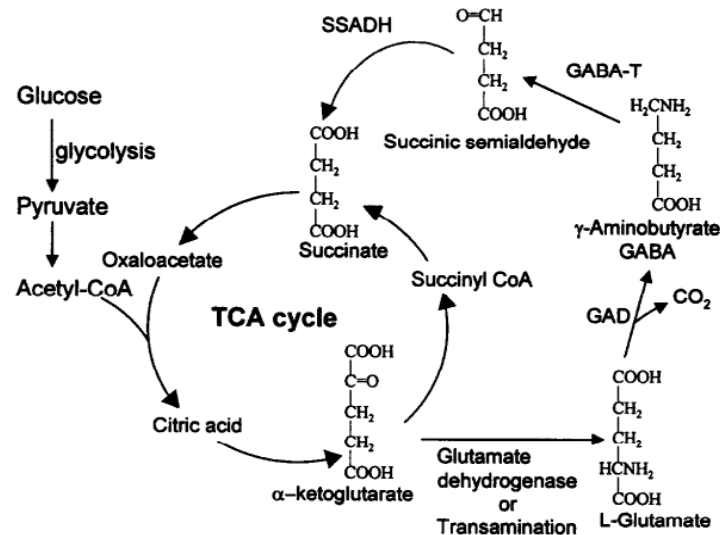 Glucose
glycolysis
Pyruvate
Acetyl-CoA
SSADH
O=CH
CH2
CH2
COOH
Succinic semialdehyde
GABA-T
H2CNH2
CH2
CH2
COOH
γ-Aminobutyrate
GABA
COOH
CH2
CH2
COOH
Succinate
Oxaloacetate
Succinyl CoA
TCA cycle
GAD
CO2
Citric acid
COOH
C=O
CH2
CH2
COOH
α–ketoglutarate
Glutamate
dehydrogenase
or
Transamination
COOH
CH2
CH2
HCNH2
COOH
L-Glutamate